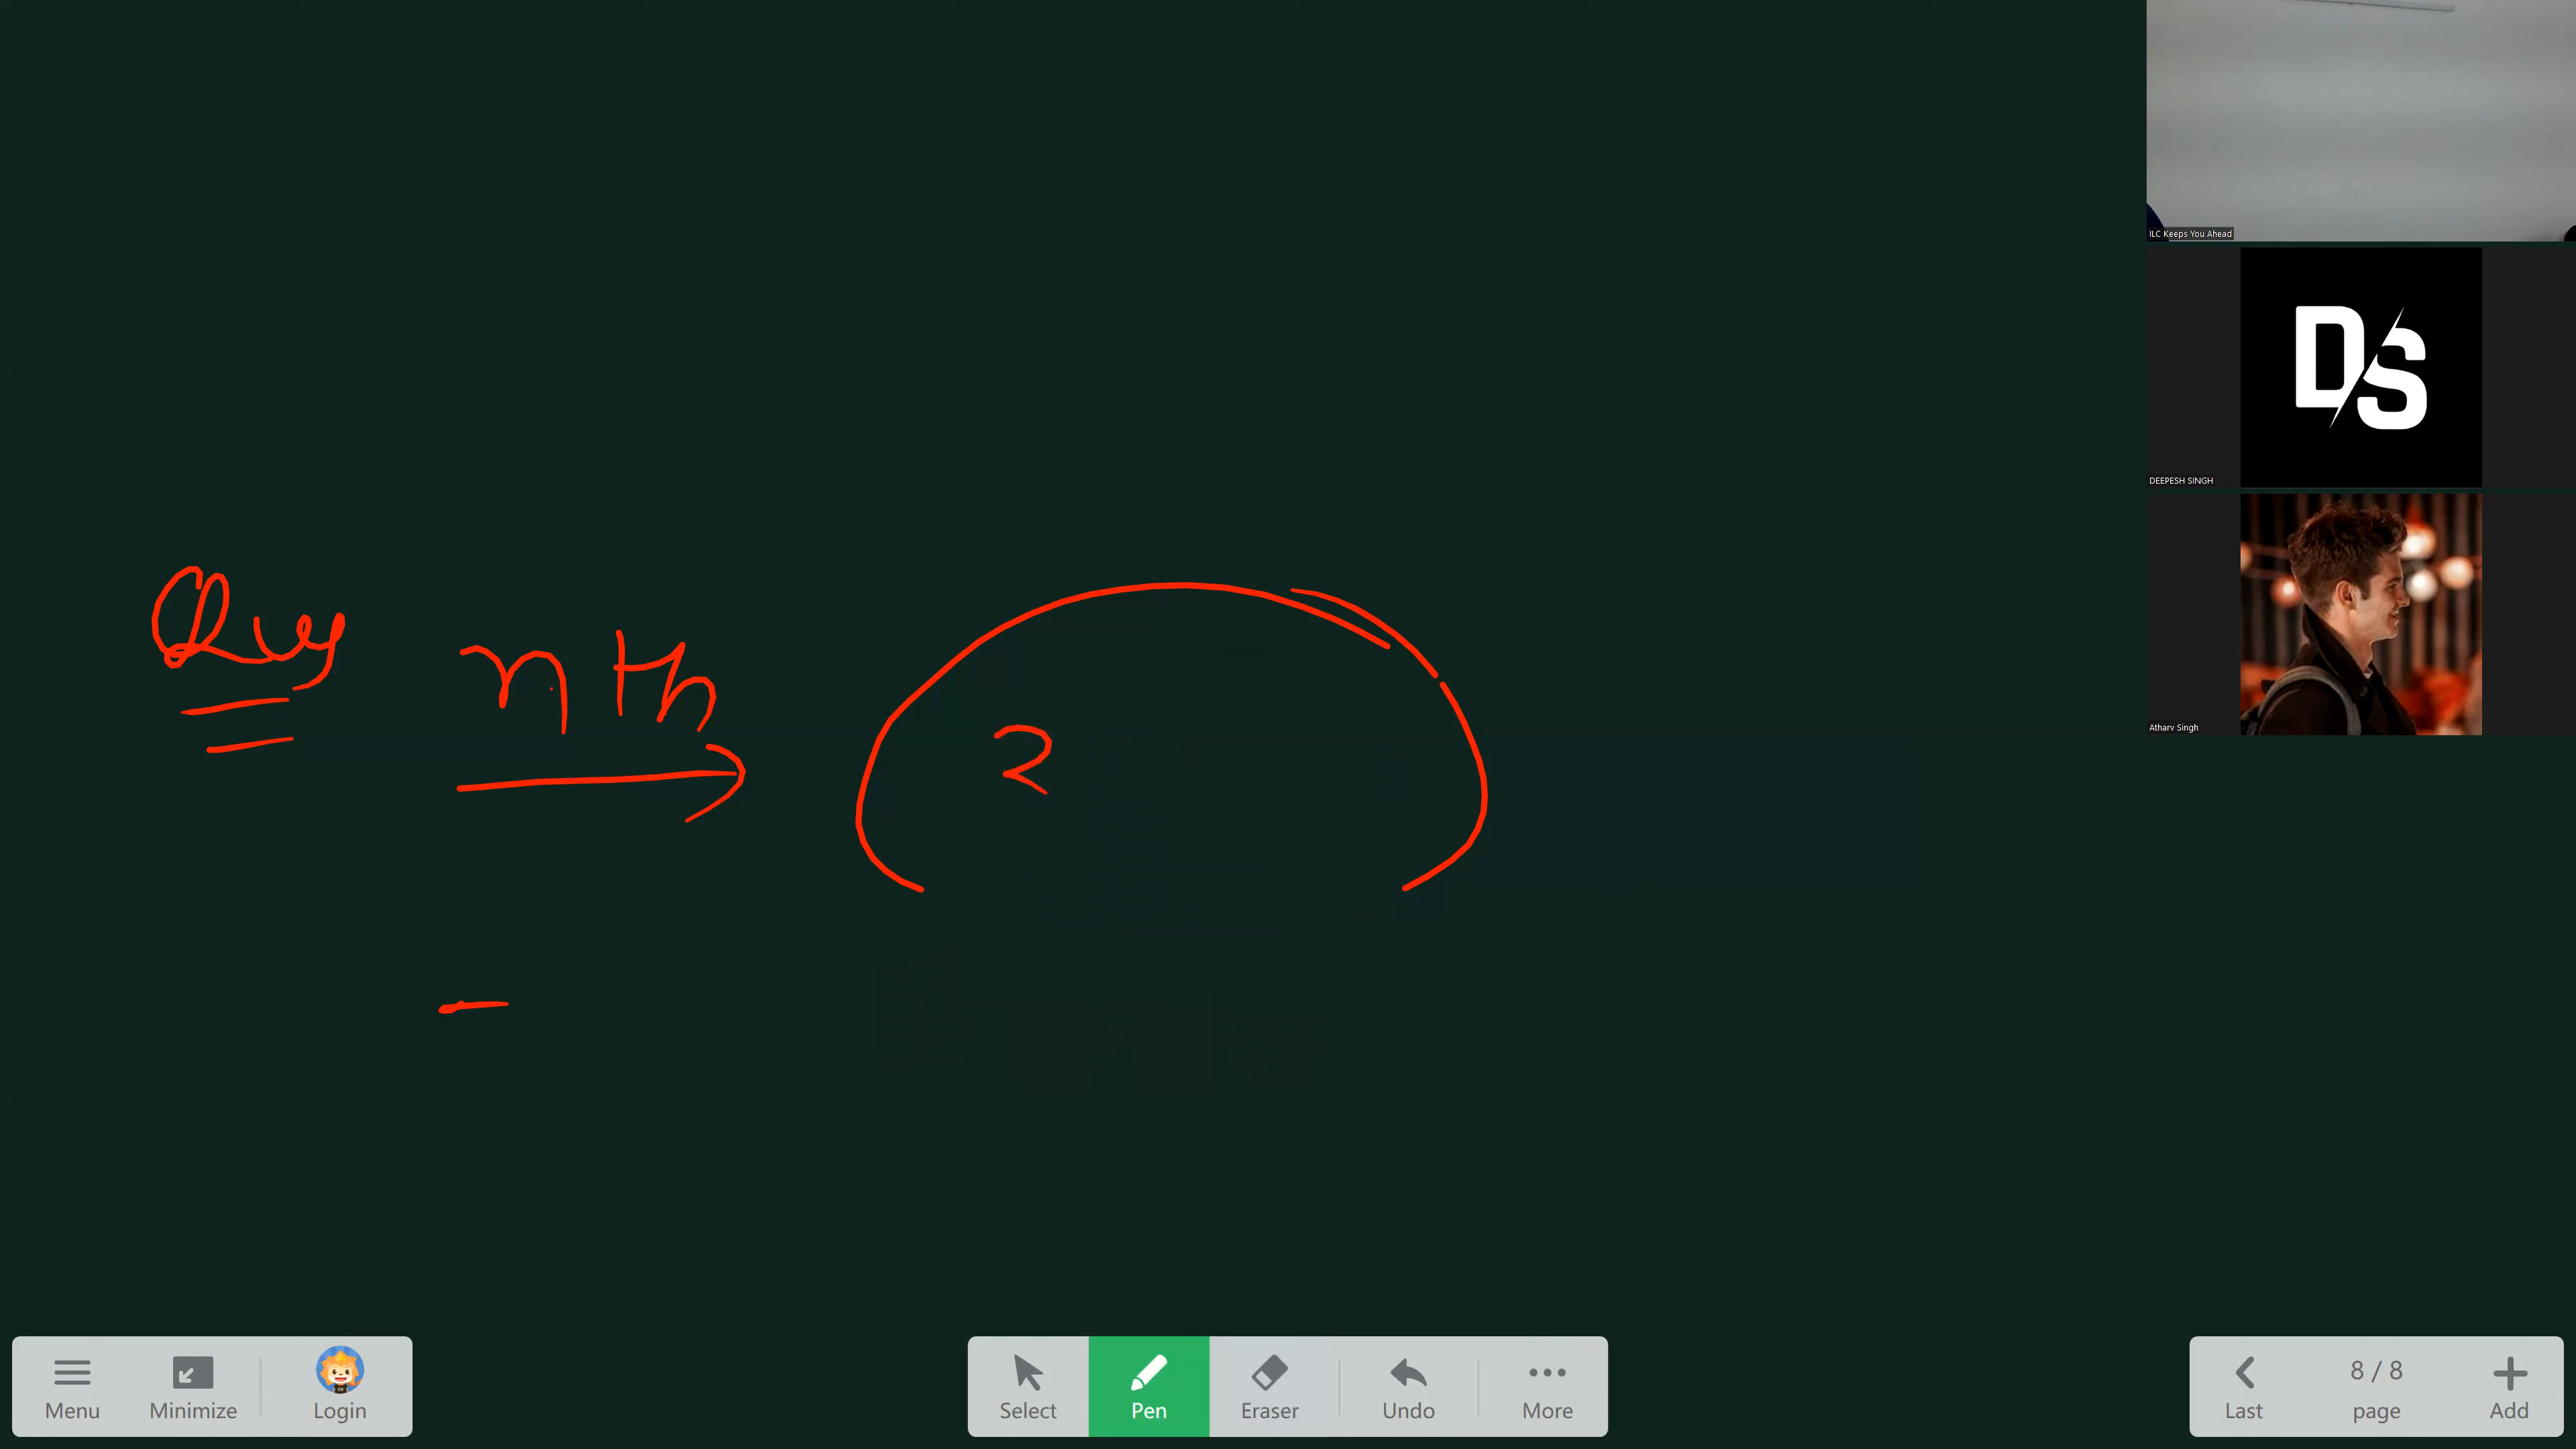 ILC Keeps You Ahead
DS
DEEPESH SINGH
Atharv Singh
Ques
nth
2
Menu
Minimize
Login
Select
Pen
Eraser
Undo
More
Last
8 / 8
page
Add